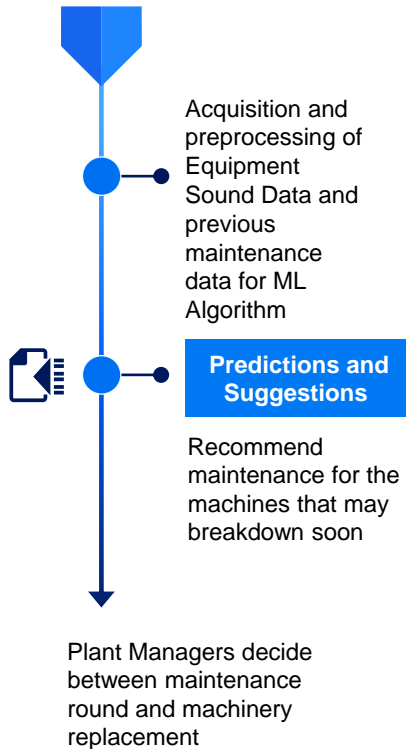 Acquisition and
preprocessing of
Equipment
Sound Data and
previous
maintenance
data for ML
Algorithm
Predictions and
Suggestions
Recommend
maintenance for the
machines that may
breakdown soon
Plant Managers decide
between maintenance
round and machinery
replacement